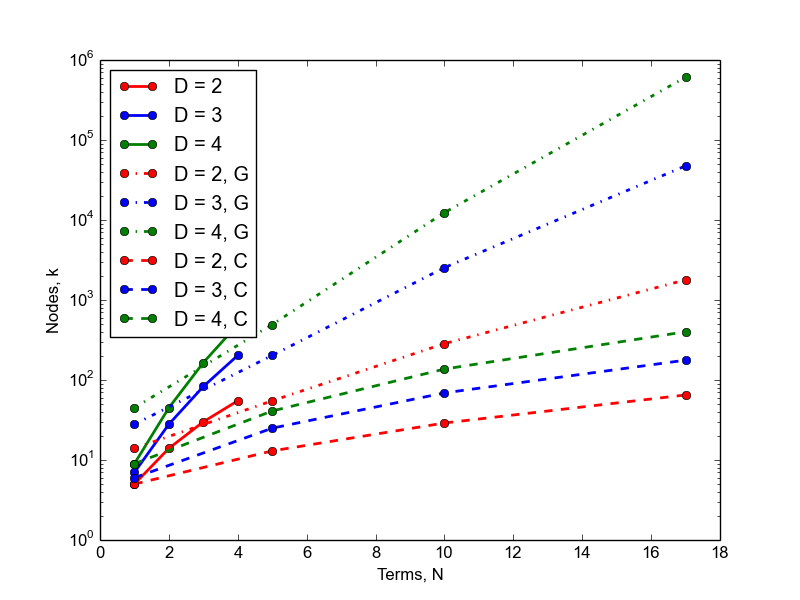 10^6
10^5
10^4
10^3
10^2
10^1
10^0
Nodes, k
D = 2
D = 3
D = 4
D = 2, G
D = 3, G
D = 4, G
D = 2, C
D = 3, C
D = 4, C
0 2 4 6 8 10 12 14 16 18
Terms, N